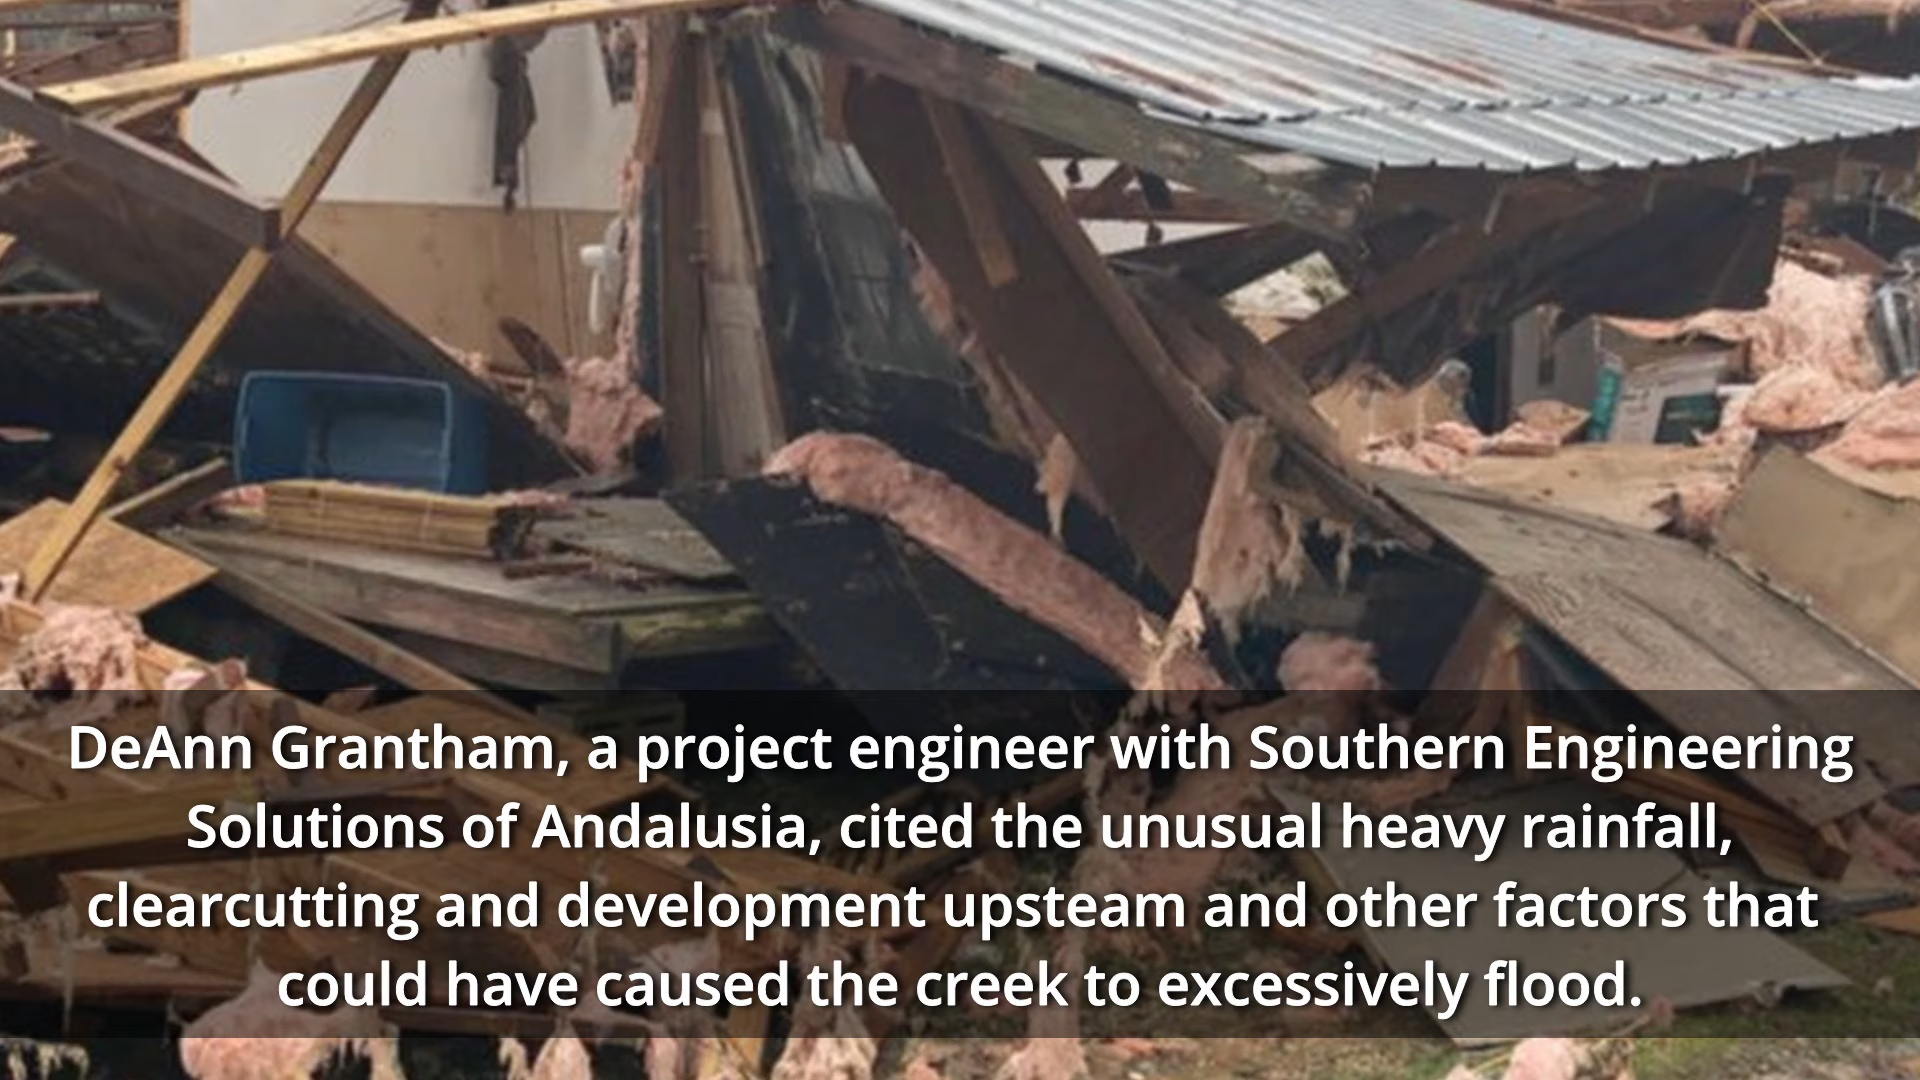 DeAnn Grantham, a project engineer with Southern Engineering
Solutions of Andalusia, cited the unusual heavy rainfall,
clearcutting and development upsteam and other factors that
could have caused the creek to excessively flood.